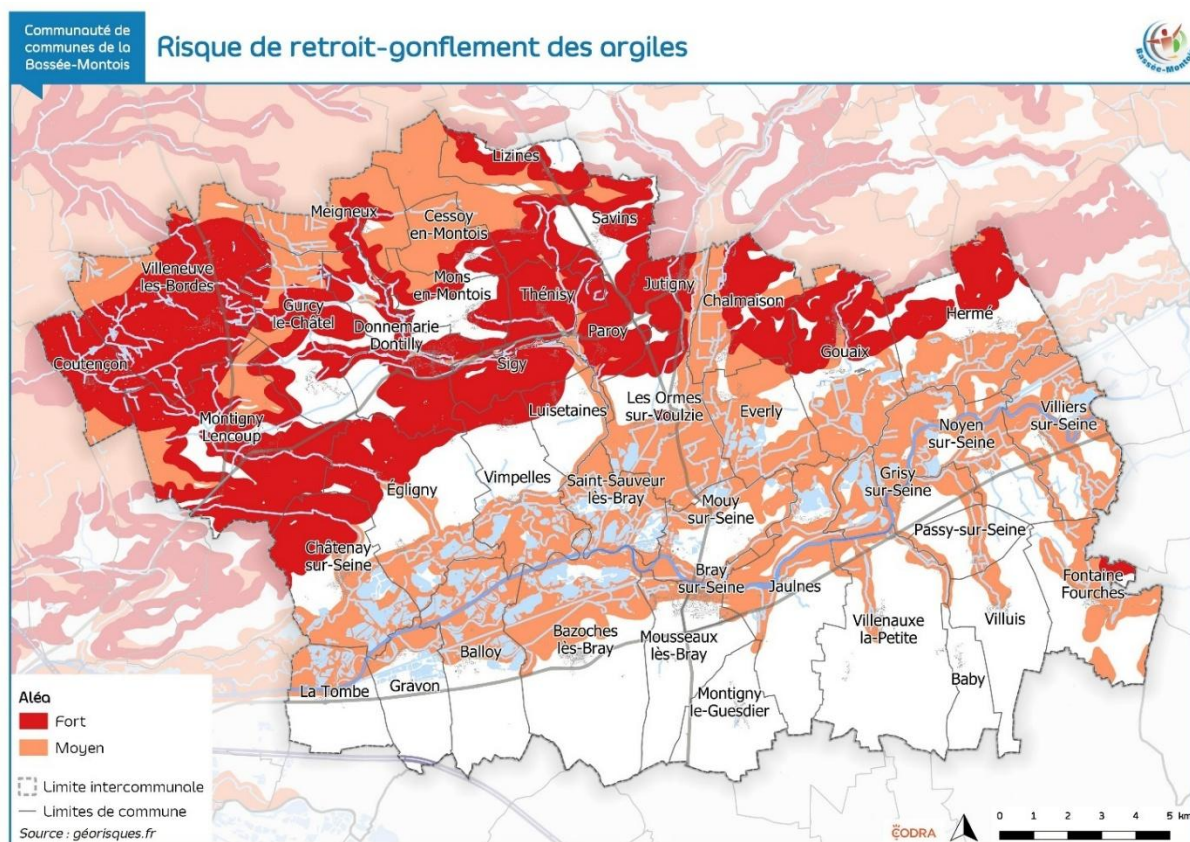 Communauté de
communes de la
Bassée-Montois
Risque de retrait-gonflement des argiles
Bassée-Montois
Lizines
Meigneux
Cessoy
en-Montois
Savins
Villeneuve
les-Bordes
Mons
en-Montois
Thénisy
Jutigny
Chalmaison
Gurcy
le-Châtel
Donnemarie
Dontilly
Paroy
Hermé
Gouaix
Coutençon
Sigy
Montigny
Lencoup
Luisetaines
Les Ormes
sur-Voulzie
Everly
Noyen
sur-Seine
Villiers
sur-Seine
Égligny
Vimpelles
Saint-Sauveur
lès-Bray
Mouy
sur-Seine
Grisy
sur-Seine
Passy-sur-Seine
Châtenay
sur-Seine
Bray
sur-Seine
Jaulnes
Fontaine
Fourches
Bazoches
lès-Bray
Mousseaux
lès-Bray
Villenauxe
la-Petite
Villuis
Balloy
La Tombe
Gravon
Montigny
le-Guesdier
Baby
Aléa
Fort
Moyen
Limite intercommunale
Limites de commune
Source : géorisques.fr
CODRA
0 1 2 3 4 5 km